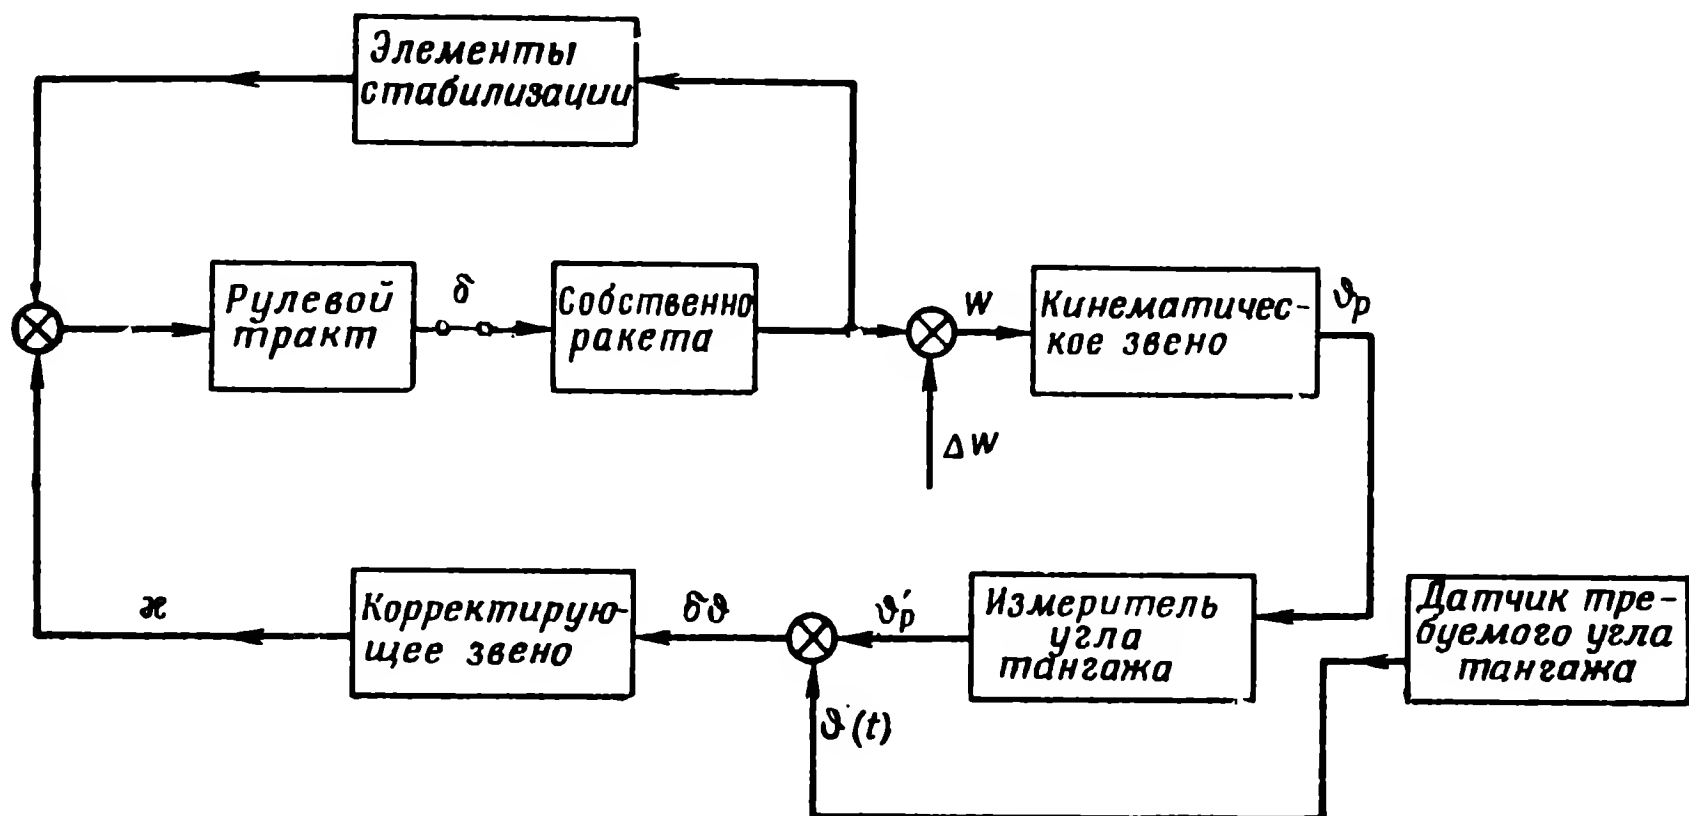 Элементы
стабилизации
Рулевой
тракт
δ
Собственно
ракета
W
Кинематичес-
кое звено
ϑp
ΔW
ϰ
Корректирую-
щее звено
δϑ
ϑ'p
Измеритель
угла
тангажа
Датчик тре-
буемого угла
тангажа
ϑ(t)